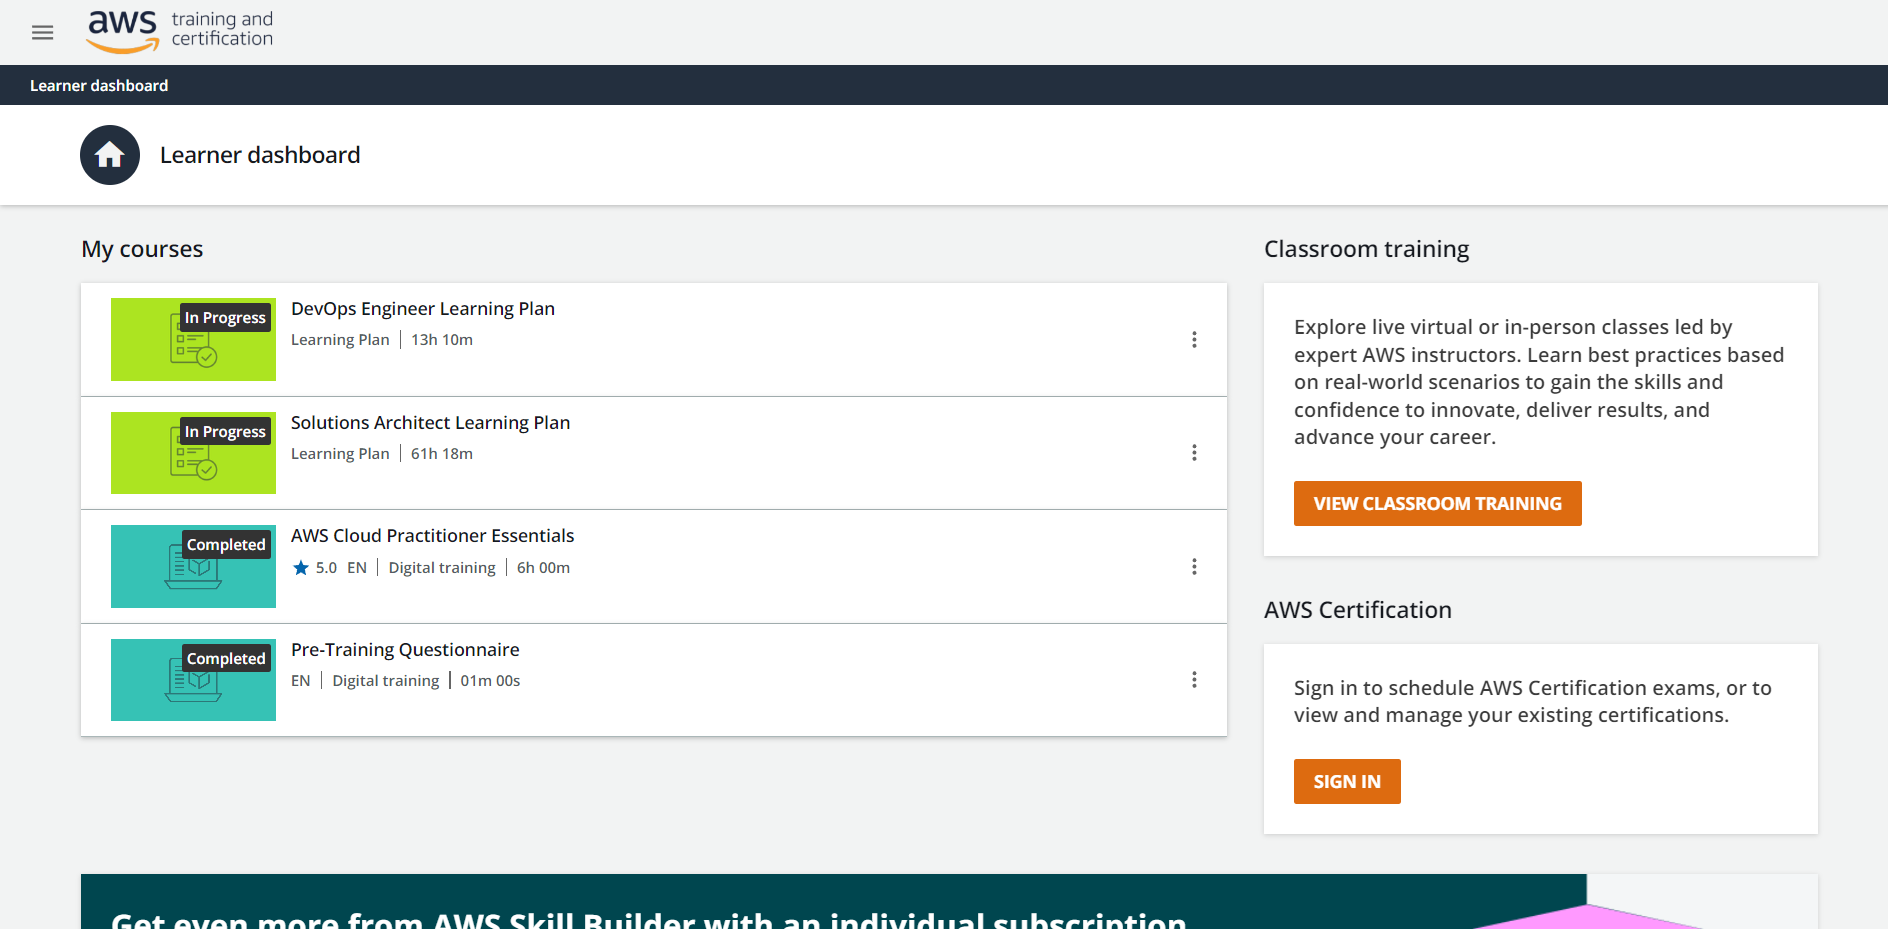 aws training and
certification
Learner dashboard
Learner dashboard
My courses
In Progress
DevOps Engineer Learning Plan
Learning Plan | 13h 10m
In Progress
Solutions Architect Learning Plan
Learning Plan | 61h 18m
Completed
AWS Cloud Practitioner Essentials
5.0 EN | Digital training | 6h 00m
Completed
Pre-Training Questionnaire
EN | Digital training | 01m 00s
Classroom training
Explore live virtual or in-person classes led by
expert AWS instructors. Learn best practices based
on real-world scenarios to gain the skills and
confidence to innovate, deliver results, and
advance your career.
VIEW CLASSROOM TRAINING
AWS Certification
Sign in to schedule AWS Certification exams, or to
view and manage your existing certifications.
SIGN IN
Get even more from AWS Skill Builder with an individual subscription